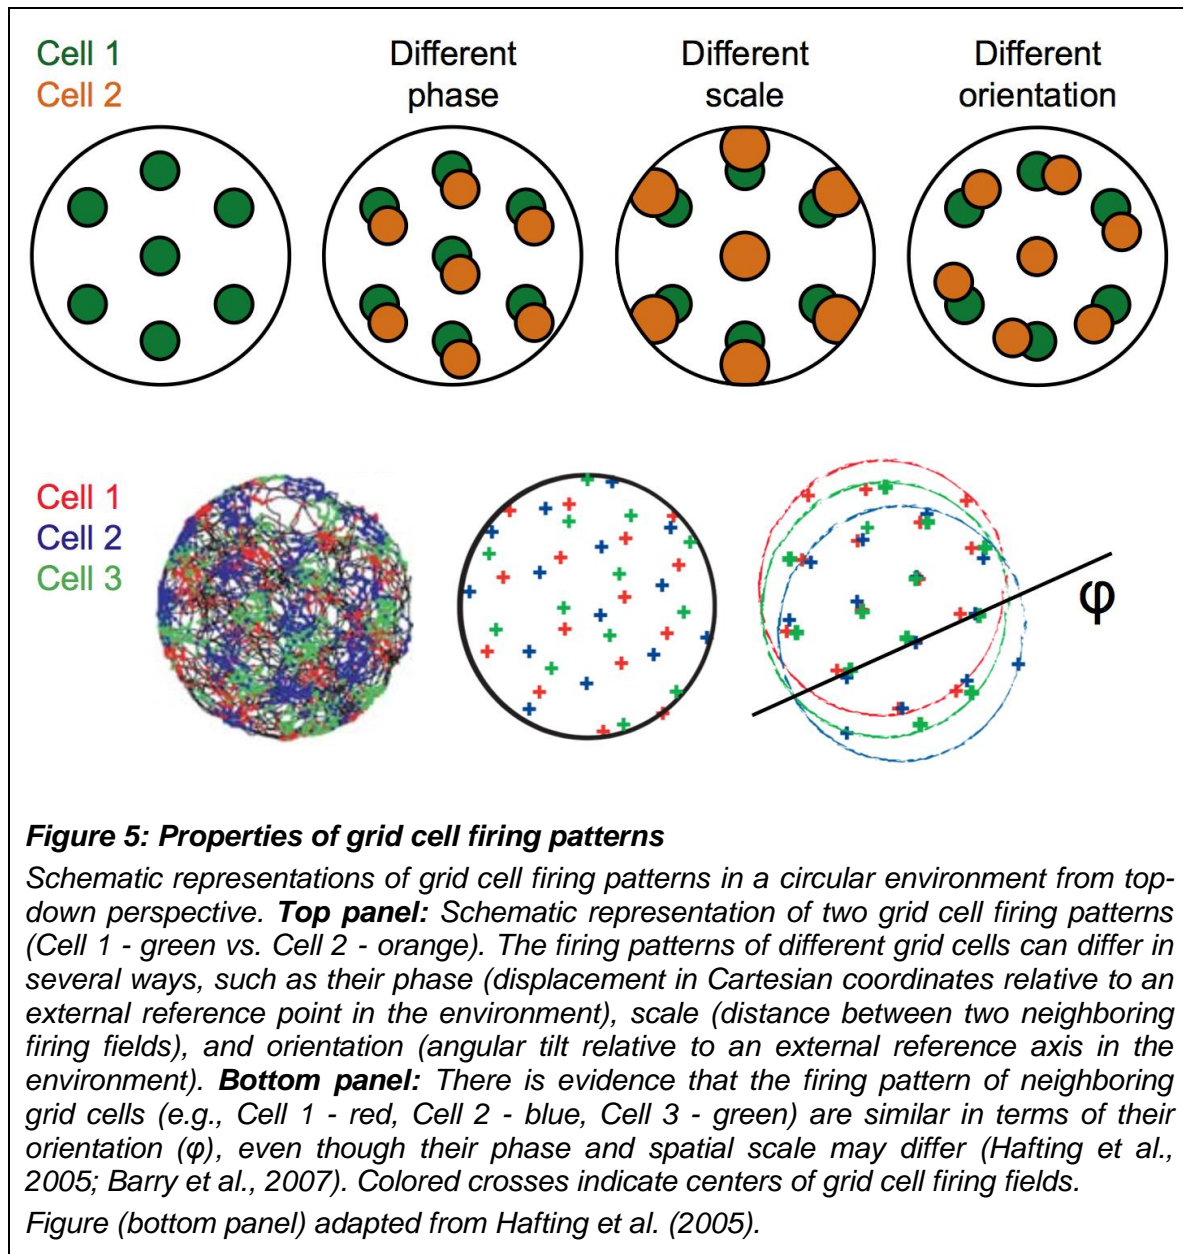 Cell 1
Cell 2
Different
phase
Different
scale
Different
orientation
Cell 1
Cell 2
Cell 3
φ
Figure 5: Properties of grid cell firing patterns
Schematic representations of grid cell firing patterns in a circular environment from top-
down perspective. Top panel: Schematic representation of two grid cell firing patterns
(Cell 1 - green vs. Cell 2 - orange). The firing patterns of different grid cells can differ in
several ways, such as their phase (displacement in Cartesian coordinates relative to an
external reference point in the environment), scale (distance between two neighboring
firing fields), and orientation (angular tilt relative to an external reference axis in the
environment). Bottom panel: There is evidence that the firing pattern of neighboring
grid cells (e.g., Cell 1 - red, Cell 2 - blue, Cell 3 - green) are similar in terms of their
orientation (φ), even though their phase and spatial scale may differ (Hafting et al.,
2005; Barry et al., 2007). Colored crosses indicate centers of grid cell firing fields.
Figure (bottom panel) adapted from Hafting et al. (2005).